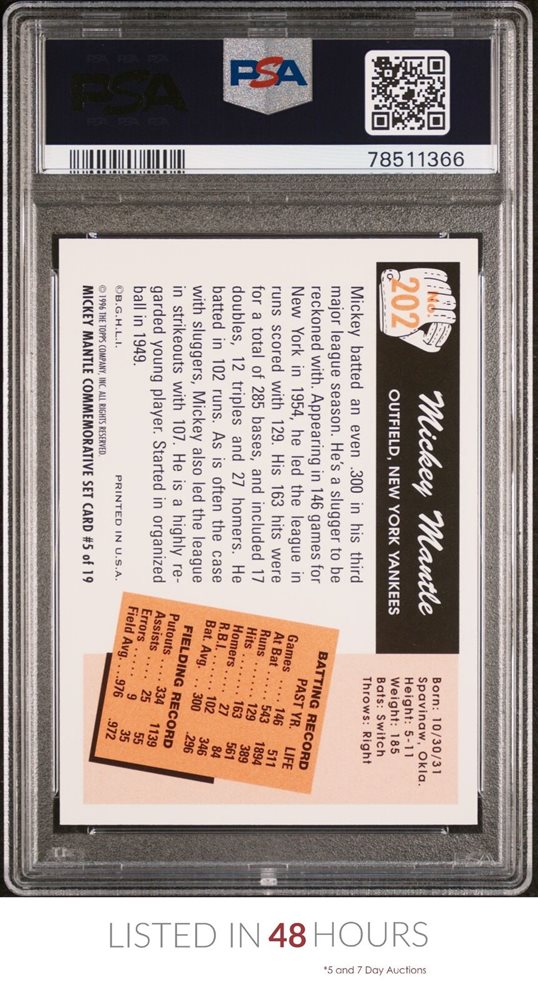 PSA
PSA
78511366
No.
202
Mickey Mantle
OUTFIELD, NEW YORK YANKEES
Born: 10/30/31
Spavinaw, Okla.
Height: 5-11
Weight: 185
Bats: Switch
Throws: Right
Mickey batted an even .300 in his third
major league season. He's a slugger to be
reckoned with. Appearing in 146 games for
New York in 1954, he led the league in
runs scored with 129. His 163 hits were
for a total of 285 bases, and included 17
doubles, 12 triples and 27 homers. He
batted in 102 runs. As is often the case
with sluggers, Mickey also led the league
in strikeouts with 107. He is a highly re-
garded young player. Started in organized
ball in 1949.
BATTING RECORD
PAST YR. LIFE
Games ..... 146 511
At Bat ..... 543 1894
Runs ..... 129 389
Hits ..... 163 561
Homers .... 27 84
R.B.I. ..... 102 346
Bat. Avg. .. .300 .296
FIELDING RECORD
Putouts .... 334 1139
Assists .... 25 55
Errors ..... 9 35
Field Avg. .. .976 .972
©B.G.H.L.I. PRINTED IN U.S.A.
© 1996 THE TOPPS COMPANY, INC. ALL RIGHTS RESERVED.
MICKEY MANTLE COMMEMORATIVE SET CARD #5 of 19
LISTED IN 48 HOURS
*5 and 7 Day Auctions